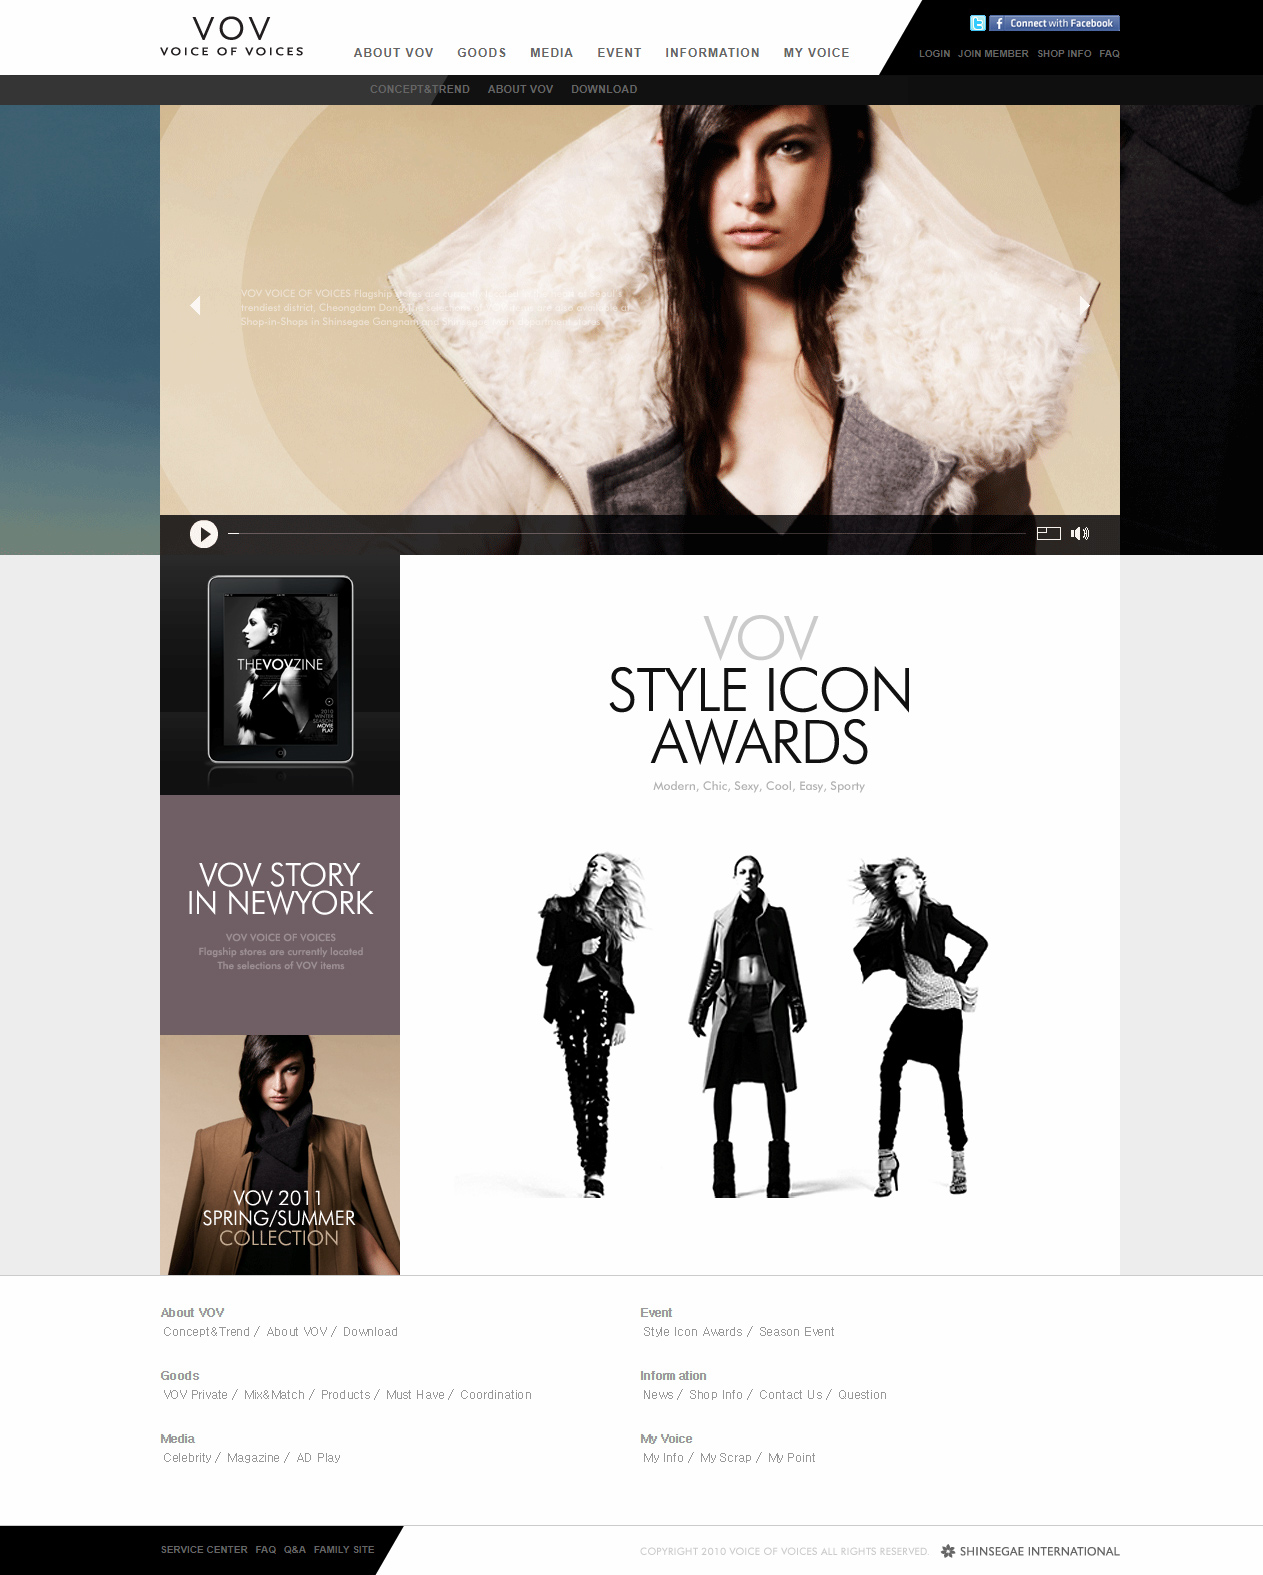 VOV
VOICE OF VOICES
Connect with Facebook
ABOUT VOV GOODS MEDIA EVENT INFORMATION MY VOICE
LOGIN JOIN MEMBER SHOP INFO FAQ
CONCEPT&TREND ABOUT VOV DOWNLOAD
VOV VOICE OF VOICES Flagship
trendiest district, Cheongdam Dong.
Shop-in-Shops in Shinsegae Gangnam and
THEVOVZINE
2010
WINTER
SEASON
MOVIE
PLAY
VOV
STYLE ICON
AWARDS
Modern, Chic, Sexy, Cool, Easy, Sporty
VOV STORY
IN NEWYORK
VOV VOICE OF VOICES
Flagship stores are currently located
The selections of VOV items
VOV 2011
SPRING/SUMMER
COLLECTION
About VOV
Concept&Trend / About VOV / Download
Goods
VOV Private / Mix&Match / Products / Must Have / Coordination
Media
Celebrity / Magazine / AD Play
Event
Style Icon Awards / Season Event
Information
News / Shop Info / Contact Us / Question
My Voice
My Info / My Scrap / My Point
SERVICE CENTER FAQ Q&A FAMILY SITE
COPYRIGHT 2010 VOICE OF VOICES ALL RIGHTS RESERVED.
SHINSEGAE INTERNATIONAL